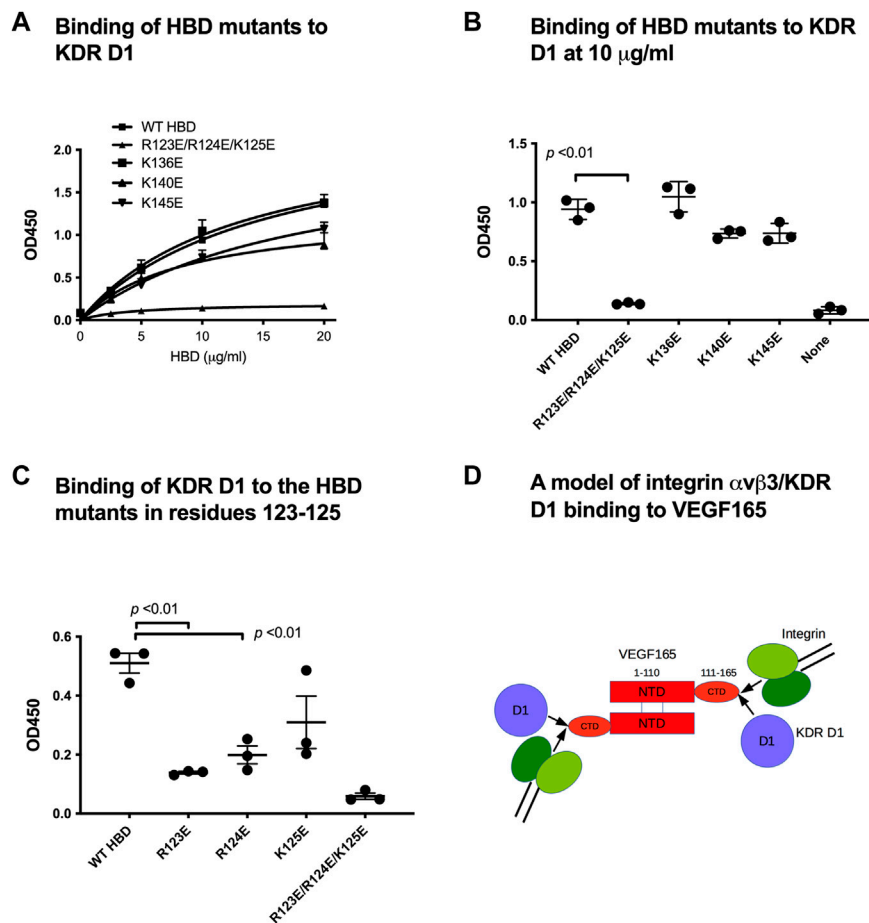 A
Binding of HBD mutants to
KDR D1
WT HBD
R123E/R124E/K125E
K136E
K140E
K145E
2.0
1.5
1.0
0.5
0.0
OD450
0
5
10
15
20
HBD (μg/ml)
B
Binding of HBD mutants to KDR
D1 at 10 μg/ml
p <0.01
1.5
1.0
0.5
0.0
OD450
WT HBD
R123E/R124E/K125E
K136E
K140E
K145E
None
C
Binding of KDR D1 to the HBD
mutants in residues 123-125
p <0.01
p <0.01
0.6
0.4
0.2
0.0
OD450
WT HBD
R123E
R124E
K125E
R123E/R124E/K125E
D
A model of integrin αvβ3/KDR
D1 binding to VEGF165
Integrin
VEGF165
1-110
111-165
NTD
CTD
D1
CTD
NTD
D1
KDR D1